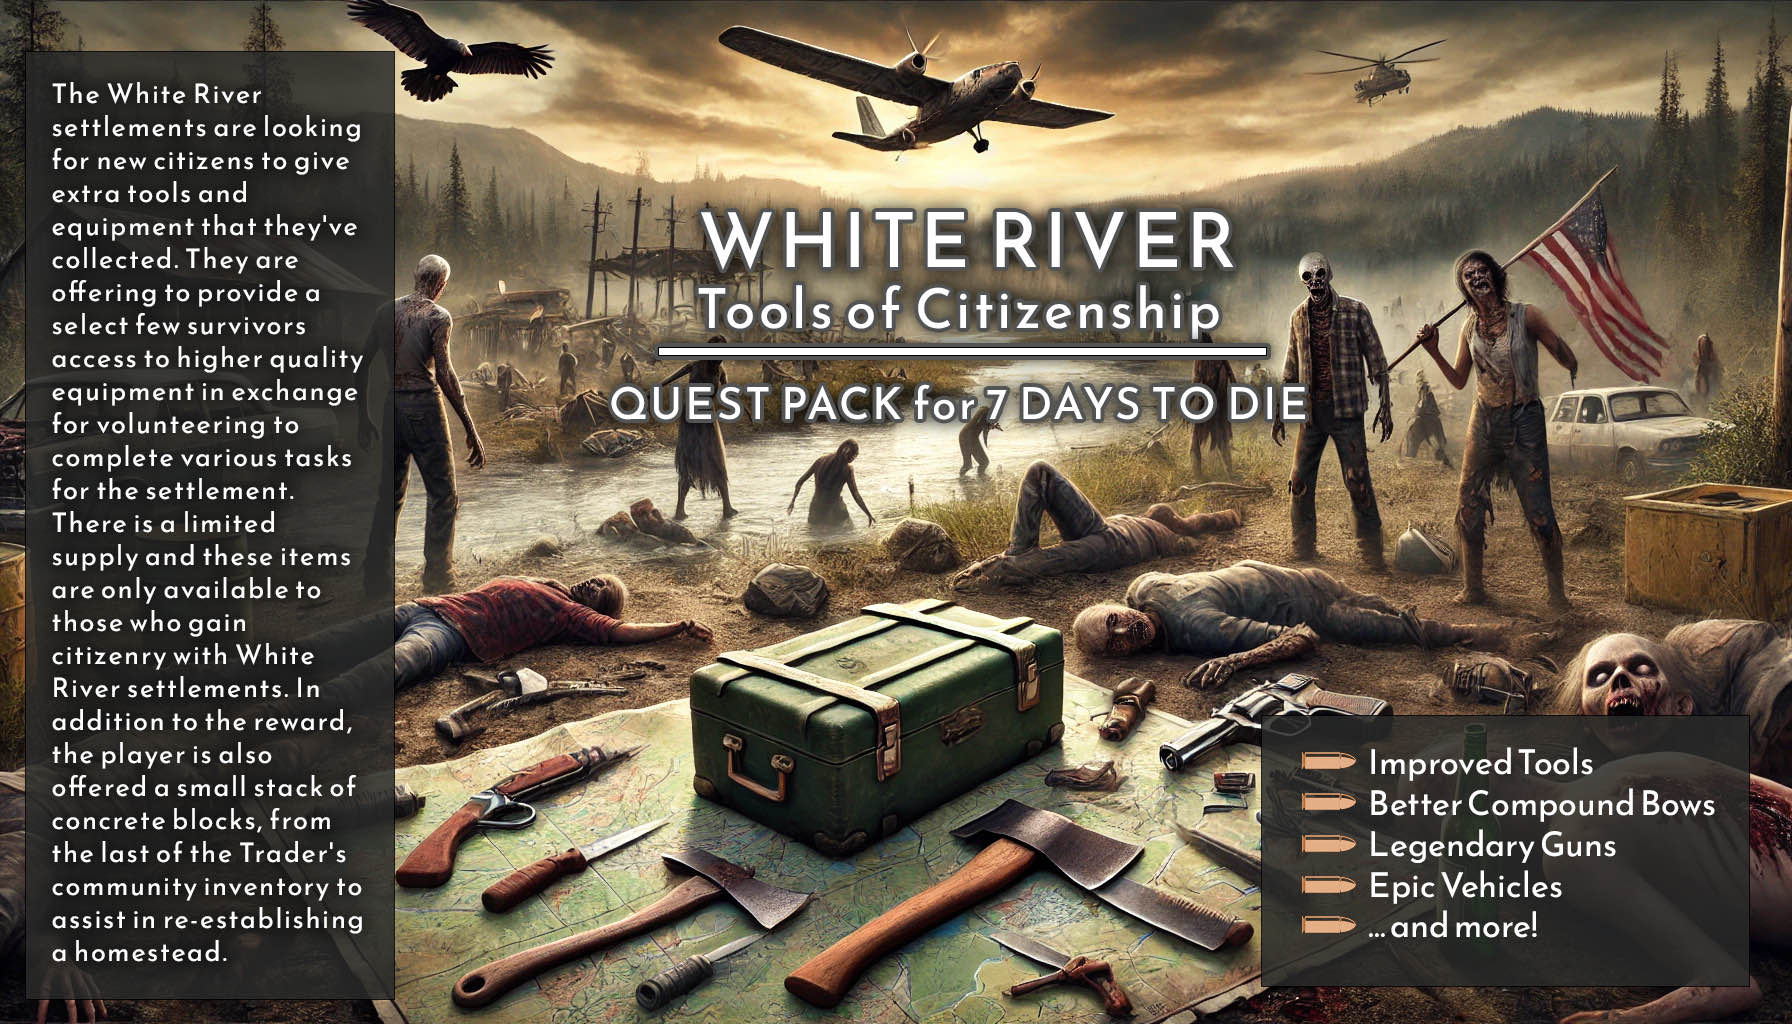 The White River
settlements are looking
for new citizens to give
extra tools and
equipment that they've
collected. They are
offering to provide a
select few survivors
access to higher quality
equipment in exchange
for volunteering to
complete various tasks
for the settlement.
There is a limited
supply and these items
are only available to
those who gain
citizenry with White
River settlements. In
addition to the reward,
the player is also
offered a small stack of
concrete blocks, from
the last of the Trader's
community inventory to
assist in re-establishing
a homestead.
WHITE RIVER
Tools of Citizenship
QUEST PACK for 7 DAYS TO DIE
Improved Tools
Better Compound Bows
Legendary Guns
Epic Vehicles
... and more!